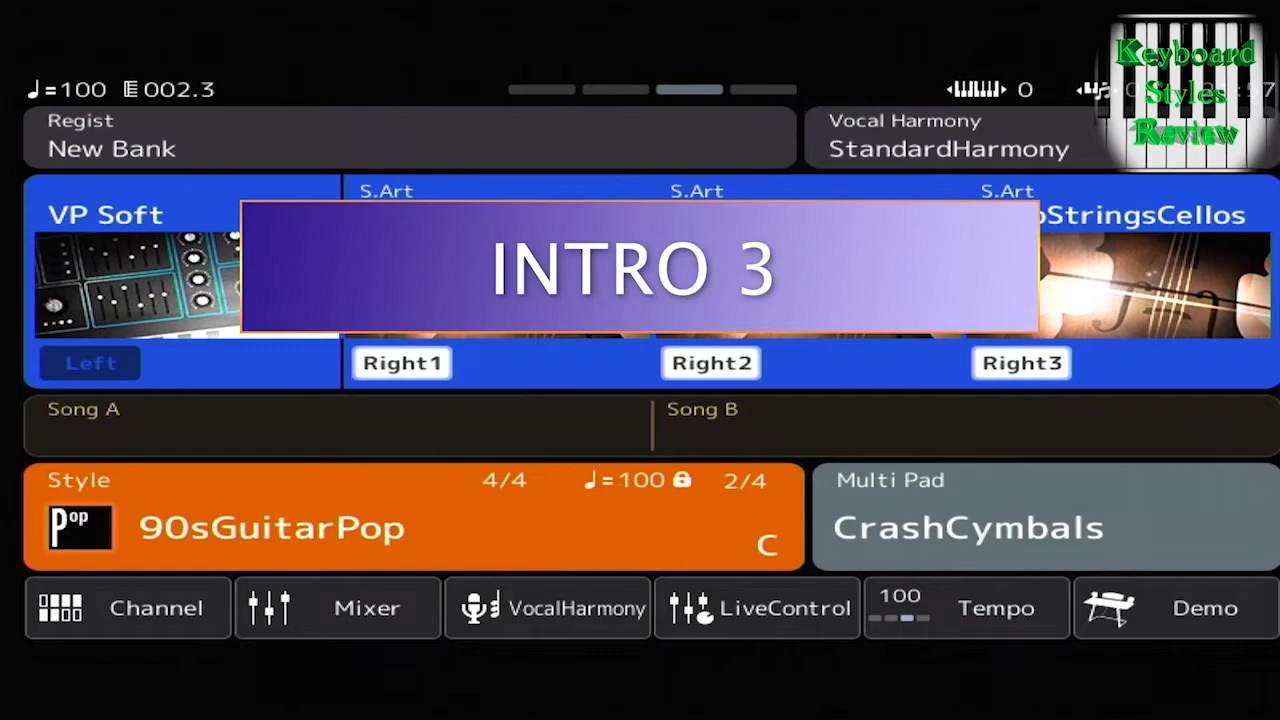 ♩=100 002.3
0
Keyboard
Styles
Review
Regist
New Bank
Vocal Harmony
StandardHarmony
S.Art
S.Art
S.Art
VP Soft
INTRO 3
Left
Right1
Right2
Right3
Song A
Song B
Style
4/4 ♩=100 2/4
Pop
90sGuitarPop
C
Multi Pad
CrashCymbals
Channel
Mixer
VocalHarmony
LiveControl
100
Tempo
Demo